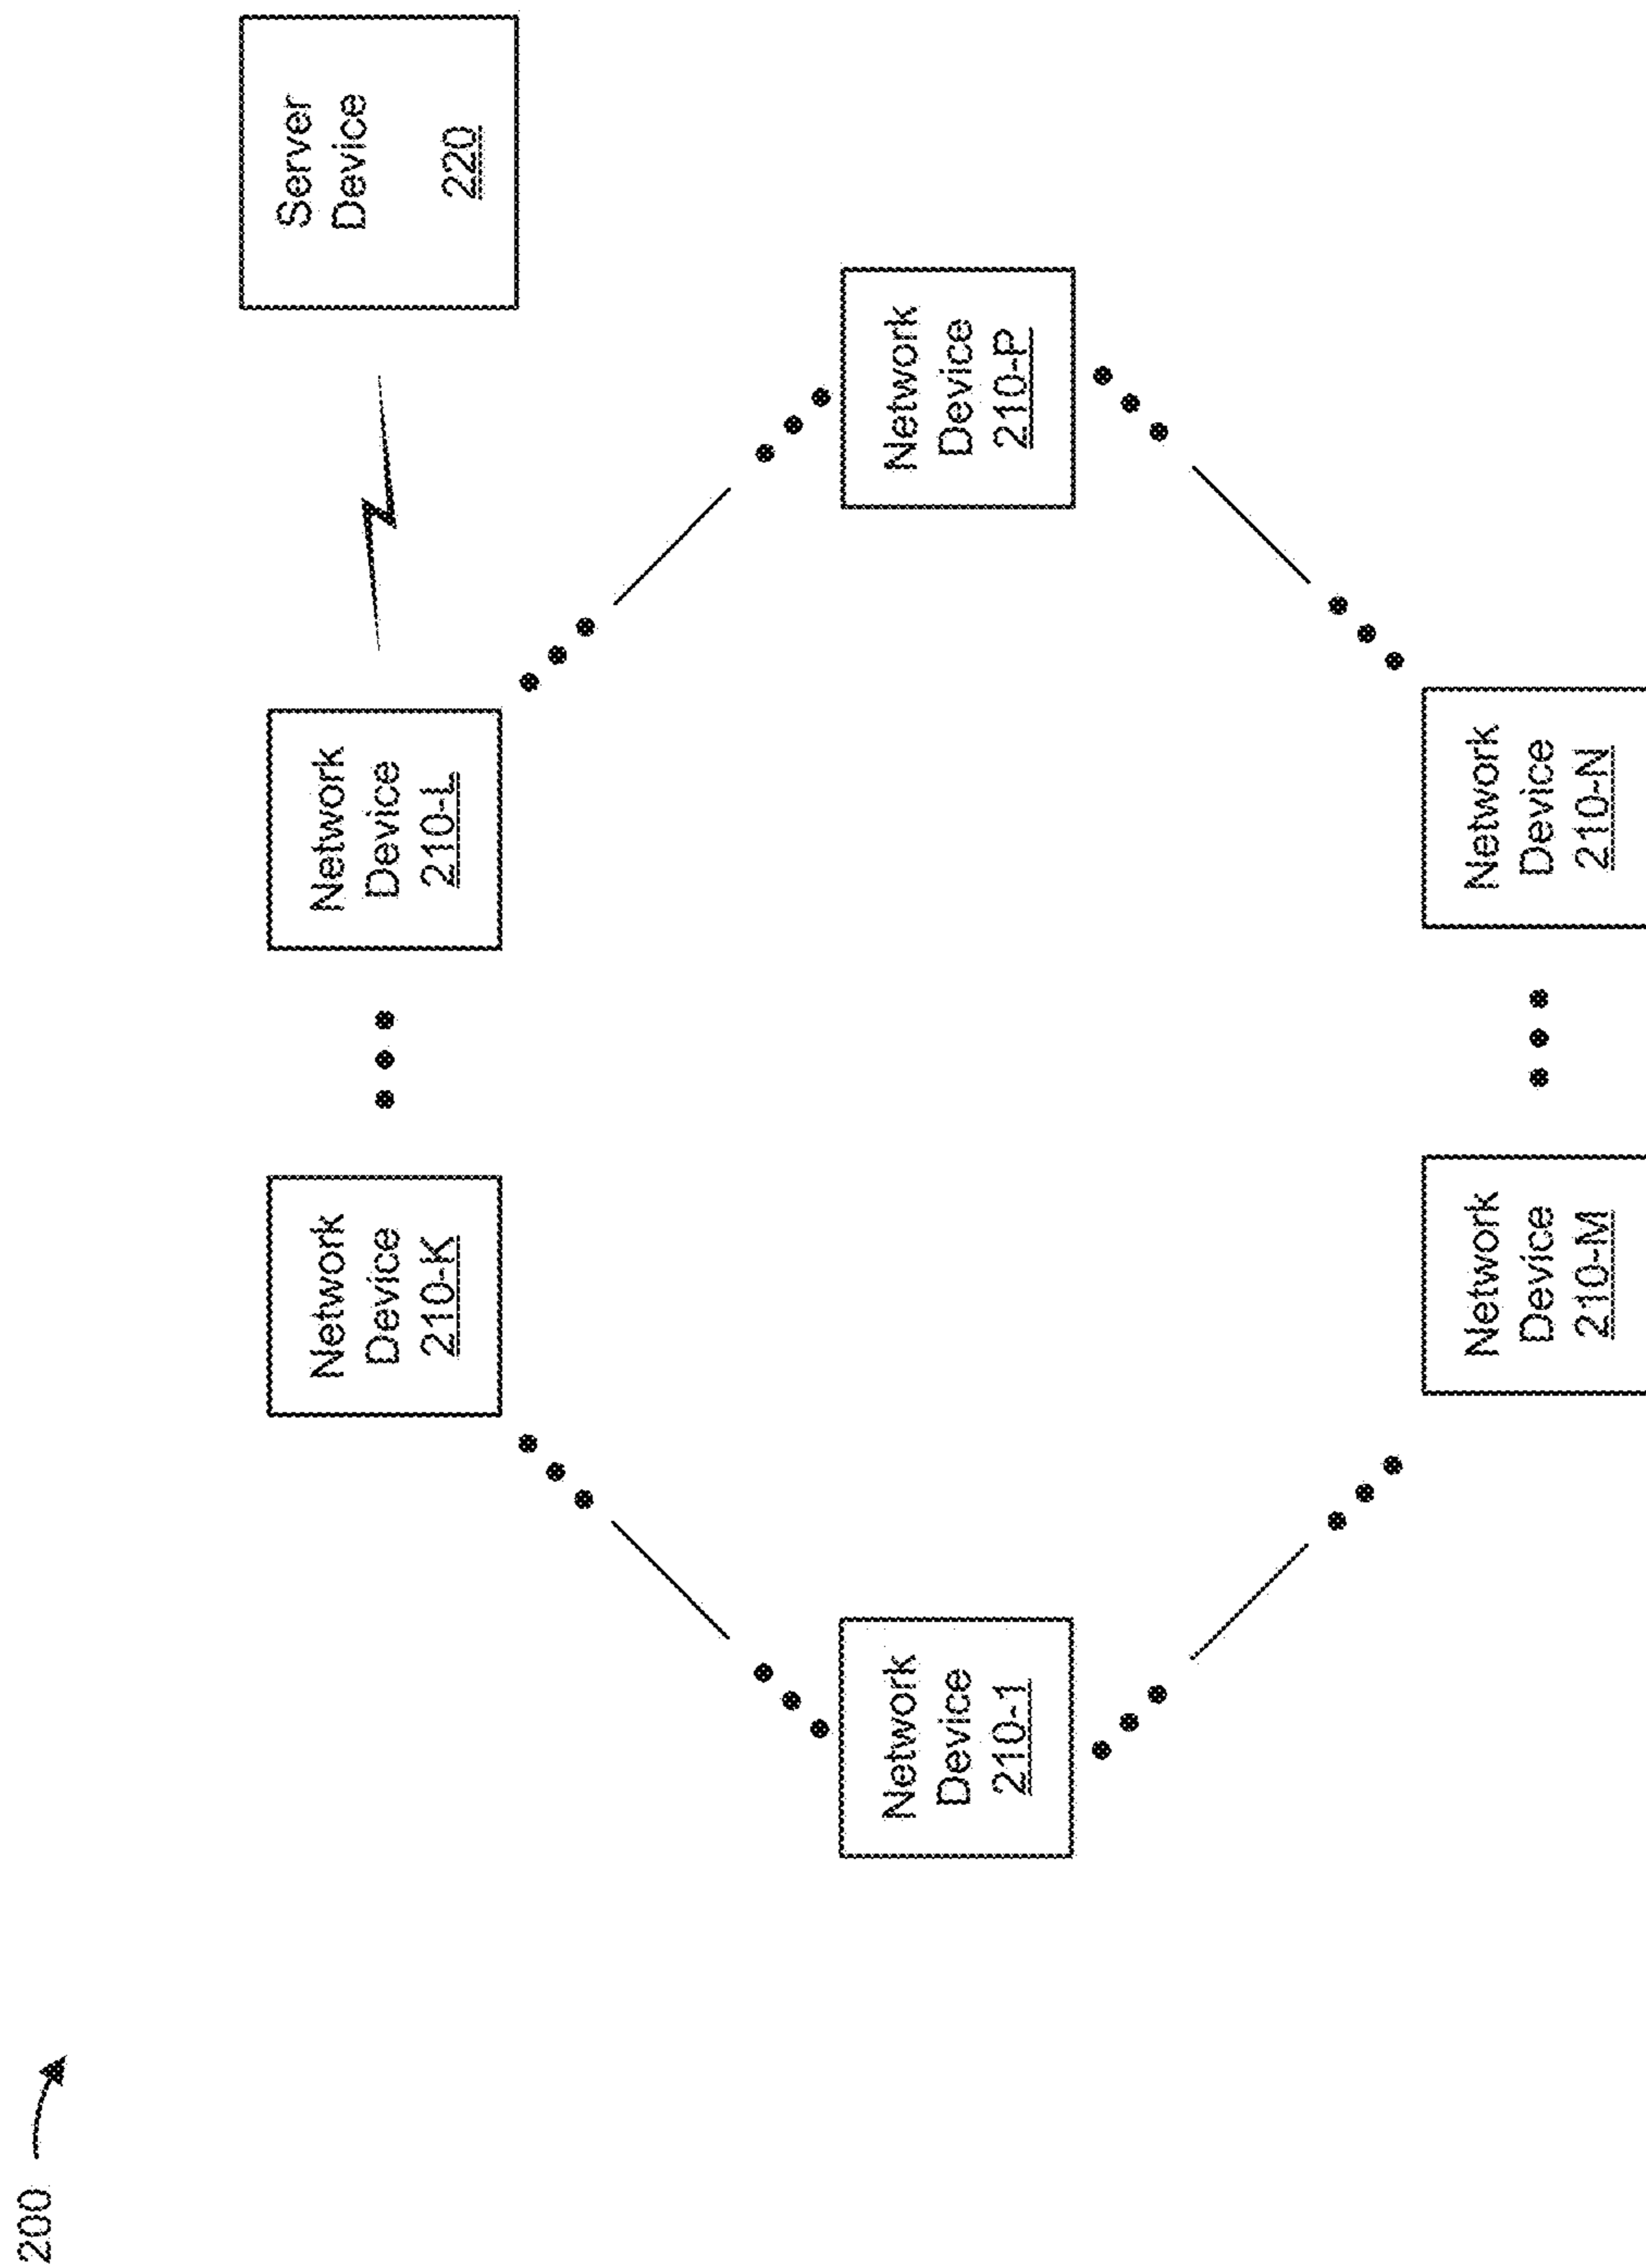 200
Network
Device
210-K
Network
Device
210-L
Server
Device
220
Network
Device
210-1
Network
Device
210-P
Network
Device
210-M
Network
Device
210-N